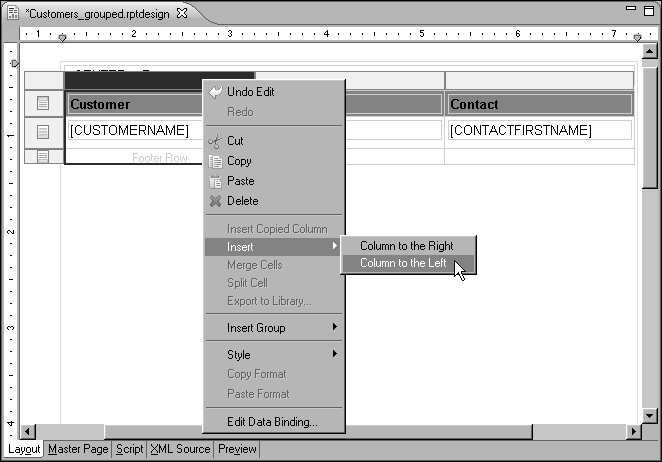 *Customers_grouped.rptdesign
1 2 3 4 5 6 7
Customer Contact
[CUSTOMERNAME] [CONTACTFIRSTNAME]
Footer Row
Undo Edit
Redo
Cut
Copy
Paste
Delete
Insert Copied Column
Insert
Column to the Right
Column to the Left
Merge Cells
Split Cell
Export to Library...
Insert Group
Style
Copy Format
Paste Format
Edit Data Binding...
1
2
3
4
Layout Master Page Script XML Source Preview